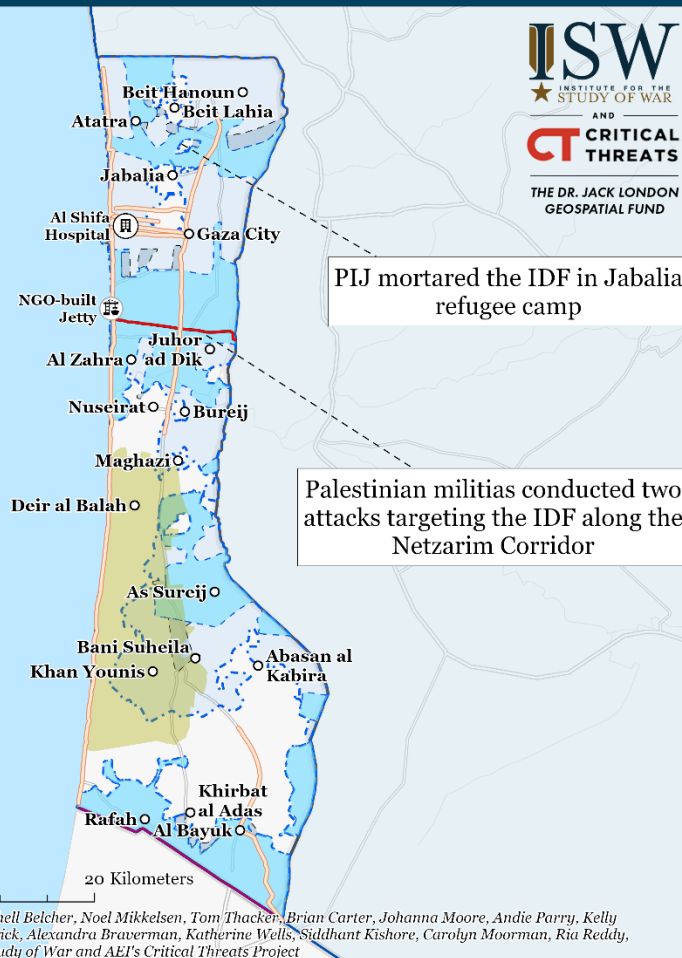 ISW
INSTITUTE FOR THE
STUDY OF WAR
AND
CT CRITICAL
THREATS
THE DR. JACK LONDON
GEOSPATIAL FUND
Beit Hanoun
Beit Lahia
Atatra
Jabalia
Al Shifa
Hospital
Gaza City
PIJ mortared the IDF in Jabalia
refugee camp
NGO-built
Jetty
Juhor
ad Dik
Al Zahra
Nuseirat
Bureij
Maghazi
Palestinian militias conducted two
attacks targeting the IDF along the
Netzarim Corridor
Deir al Balah
As Sureij
Bani Suheila
Abasan al
Kabira
Khan Younis
Khirbat
al Adas
Rafah
Al Bayuk
20 Kilometers
nell Belcher, Noel Mikkelsen, Tom Thacker, Brian Carter, Johanna Moore, Andie Parry, Kelly
ick, Alexandra Braverman, Katherine Wells, Siddhant Kishore, Carolyn Moorman, Ria Reddy,
udy of War and AEI's Critical Threats Project